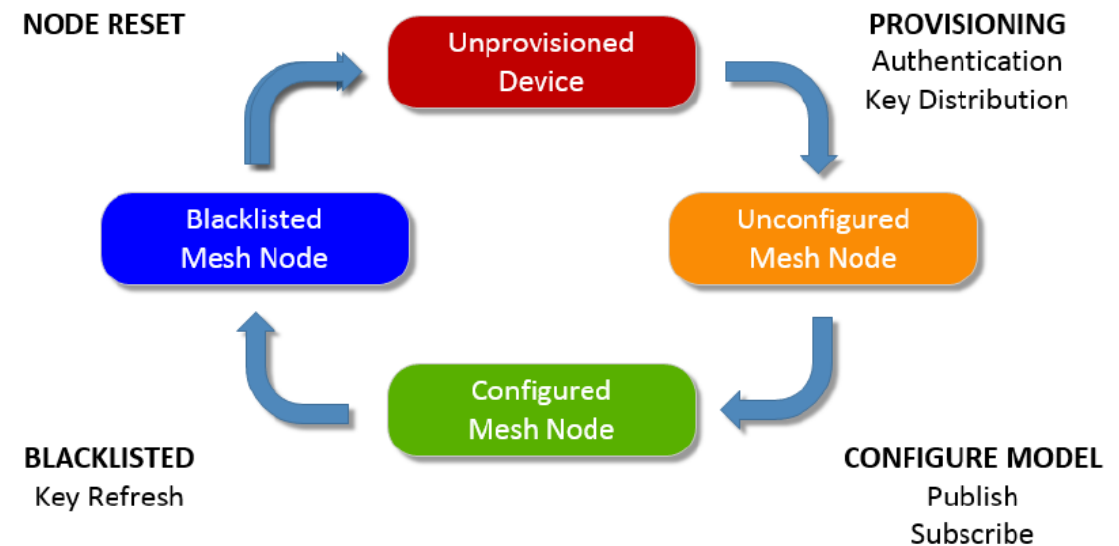 NODE RESET
Unprovisioned
Device
PROVISIONING
Authentication
Key Distribution
Blacklisted
Mesh Node
Unconfigured
Mesh Node
Configured
Mesh Node
BLACKLISTED
Key Refresh
CONFIGURE MODEL
Publish
Subscribe